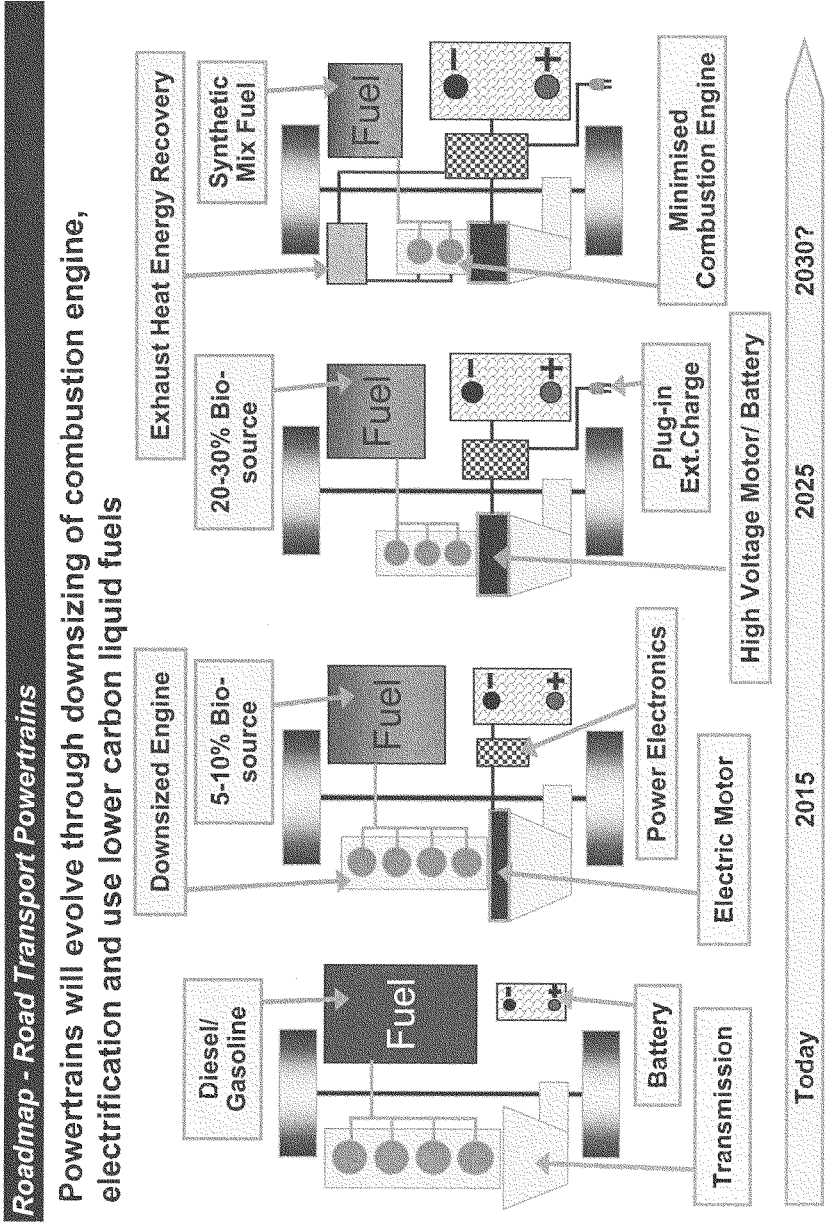 Roadmap - Road Transport Powertrains
Powertrains will evolve through downsizing of combustion engine,
electrification and use lower carbon liquid fuels
Diesel/
Gasoline
Fuel
-
+
Battery
Transmission
Downsized Engine
5-10% Bio-
source
Fuel
-
+
Power Electronics
Electric Motor
20-30% Bio-
source
Fuel
-
+
Plug-in
Ext.Charge
High Voltage Motor/ Battery
Exhaust Heat Energy Recovery
Synthetic
Mix Fuel
Fuel
-
+
Minimised
Combustion Engine
Today
2015
2025
2030?